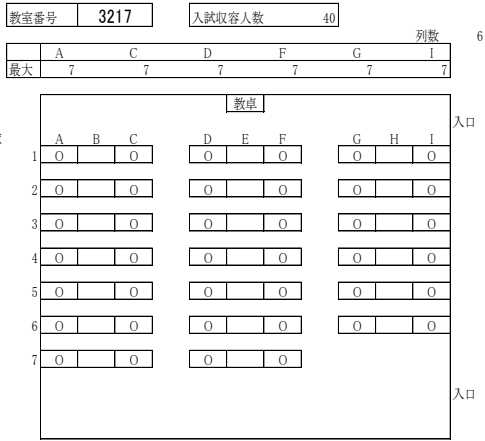 教室番号 3217 入試収容人数 40
列数 6
A C D F G I
最大 7 7 7 7 7 7
教卓
入口
A B C D E F G H I
1 O O O O O O
2 O O O O O O
3 O O O O O O
4 O O O O O O
5 O O O O O O
6 O O O O O O
7 O O O O
入口